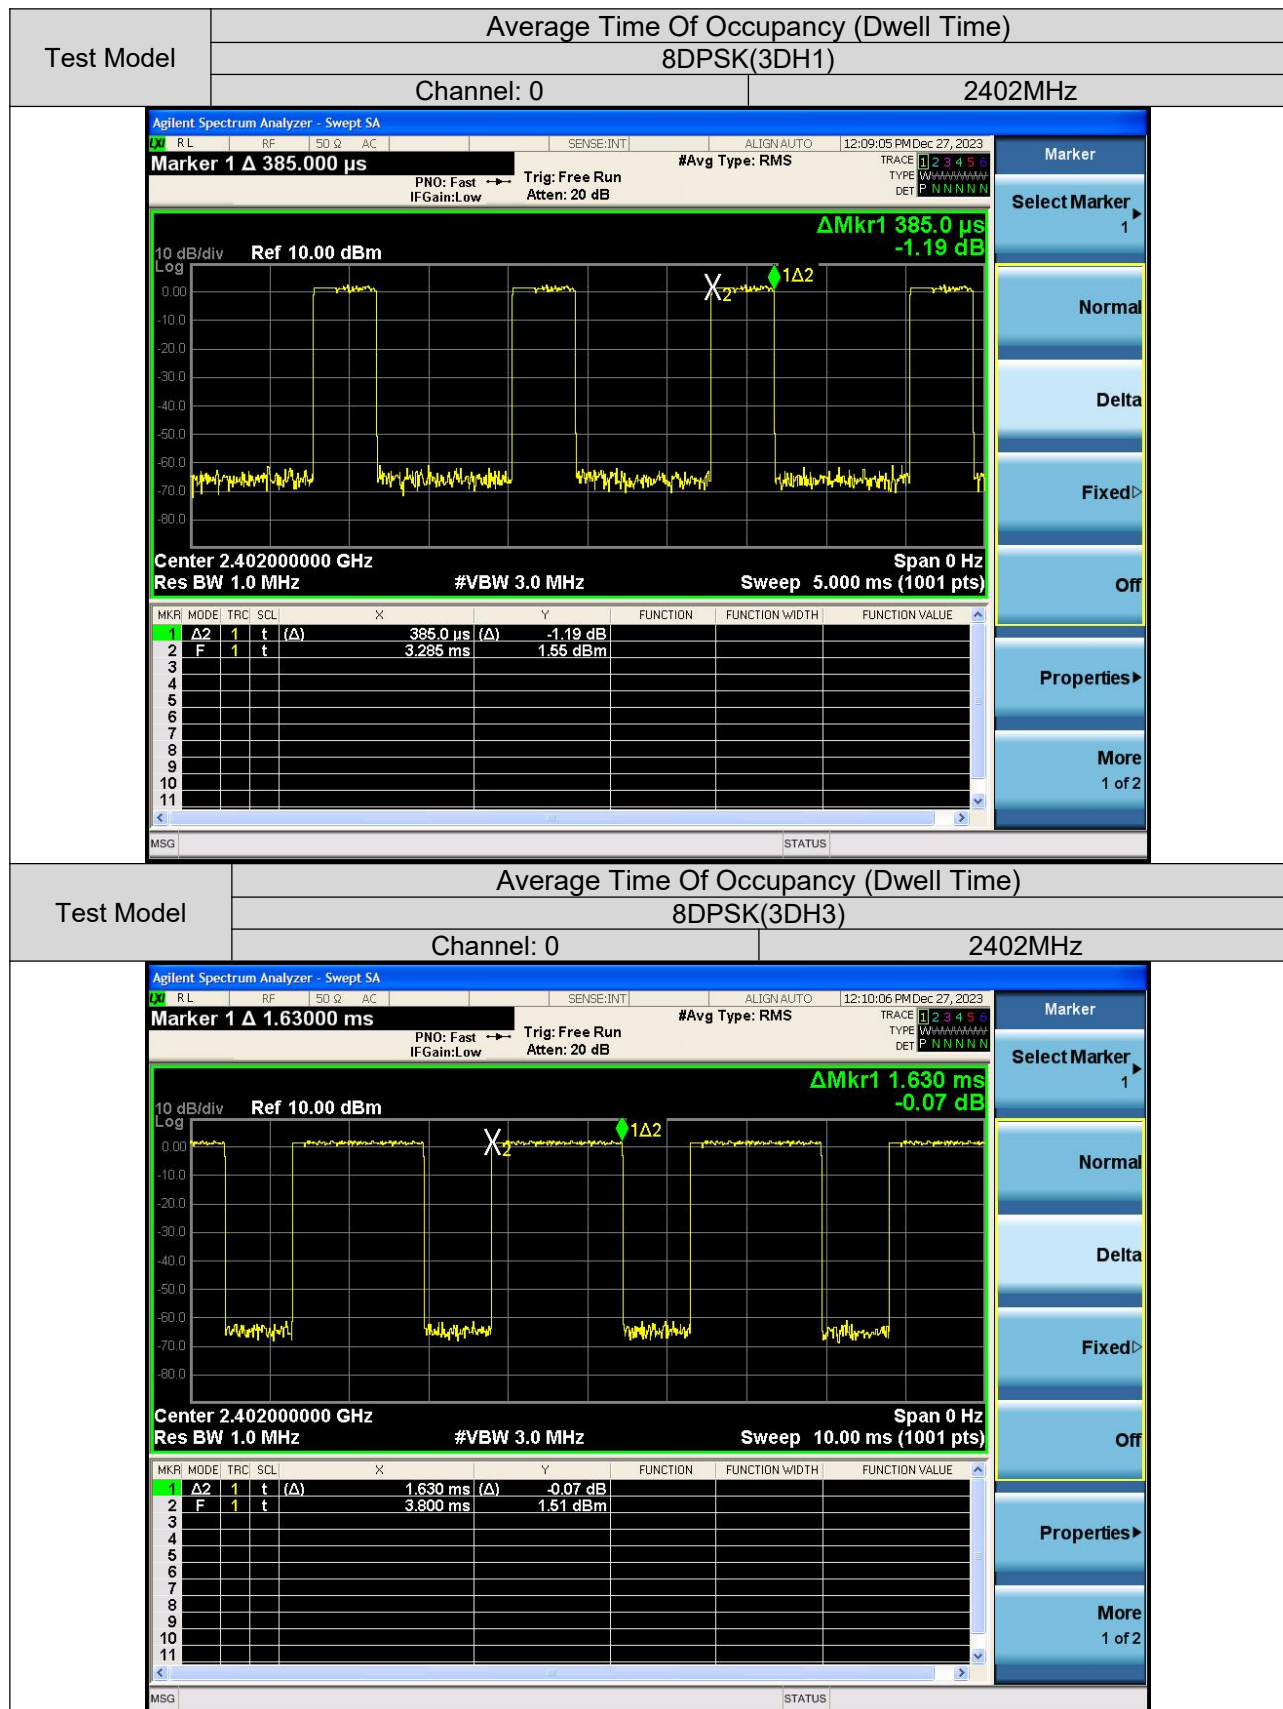 Test Model
Average Time Of Occupancy (Dwell Time)
8DPSK(3DH1)
Channel: 0 2402MHz
Agilent Spectrum Analyzer - Swept SA
LXI RL RF 50 Ω AC SENSE:INT ALIGN AUTO 12:09:05 PM Dec 27, 2023
Marker 1 Δ 385.000 µs
PNO: Fast
IFGain:Low
Trig: Free Run
Atten: 20 dB
#Avg Type: RMS
TRACE 1 2 3 4 5 6
TYPE WWWWWW
DET P N N N N N
ΔMkr1 385.0 µs
-1.19 dB
10 dB/div Ref 10.00 dBm
Log
0.00
-10.0
-20.0
-30.0
-40.0
-50.0
-60.0
-70.0
-80.0
X2
1Δ2
Center 2.402000000 GHz Span 0 Hz
Res BW 1.0 MHz #VBW 3.0 MHz Sweep 5.000 ms (1001 pts)
MKR MODE TRC SCL X Y FUNCTION FUNCTION WIDTH FUNCTION VALUE
1 Δ2 1 t (Δ) 385.0 µs (Δ) -1.19 dB
2 F 1 t 3.285 ms 1.55 dBm
3
4
5
6
7
8
9
10
11
MSG STATUS
Marker
Select Marker
1
Normal
Delta
Fixed
Off
Properties
More
1 of 2
Test Model
Average Time Of Occupancy (Dwell Time)
8DPSK(3DH3)
Channel: 0 2402MHz
Agilent Spectrum Analyzer - Swept SA
LXI RL RF 50 Ω AC SENSE:INT ALIGN AUTO 12:10:06 PM Dec 27, 2023
Marker 1 Δ 1.63000 ms
PNO: Fast
IFGain:Low
Trig: Free Run
Atten: 20 dB
#Avg Type: RMS
TRACE 1 2 3 4 5 6
TYPE WWWWWW
DET P N N N N N
ΔMkr1 1.630 ms
-0.07 dB
10 dB/div Ref 10.00 dBm
Log
0.00
-10.0
-20.0
-30.0
-40.0
-50.0
-60.0
-70.0
-80.0
X2
1Δ2
Center 2.402000000 GHz Span 0 Hz
Res BW 1.0 MHz #VBW 3.0 MHz Sweep 10.00 ms (1001 pts)
MKR MODE TRC SCL X Y FUNCTION FUNCTION WIDTH FUNCTION VALUE
1 Δ2 1 t (Δ) 1.630 ms (Δ) -0.07 dB
2 F 1 t 3.800 ms 1.51 dBm
3
4
5
6
7
8
9
10
11
MSG STATUS
Marker
Select Marker
1
Normal
Delta
Fixed
Off
Properties
More
1 of 2